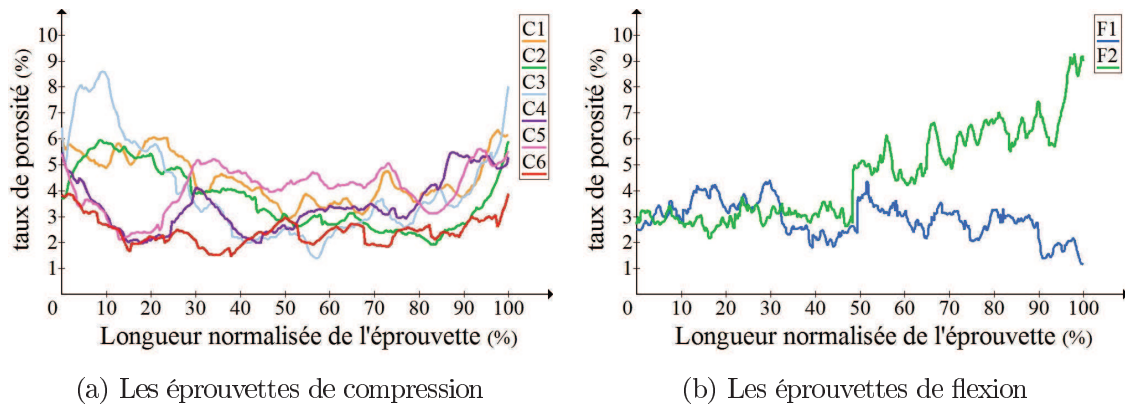 taux de porosité (%)
10
9
8
7
6
5
4
3
2
1
0
10 20 30 40 50 60 70 80 90 100
Longueur normalisée de l'éprouvette (%)
C1
C2
C3
C4
C5
C6
(a) Les éprouvettes de compression
taux de porosité (%)
10
9
8
7
6
5
4
3
2
1
0
10 20 30 40 50 60 70 80 90 100
Longueur normalisée de l'éprouvette (%)
F1
F2
(b) Les éprouvettes de flexion